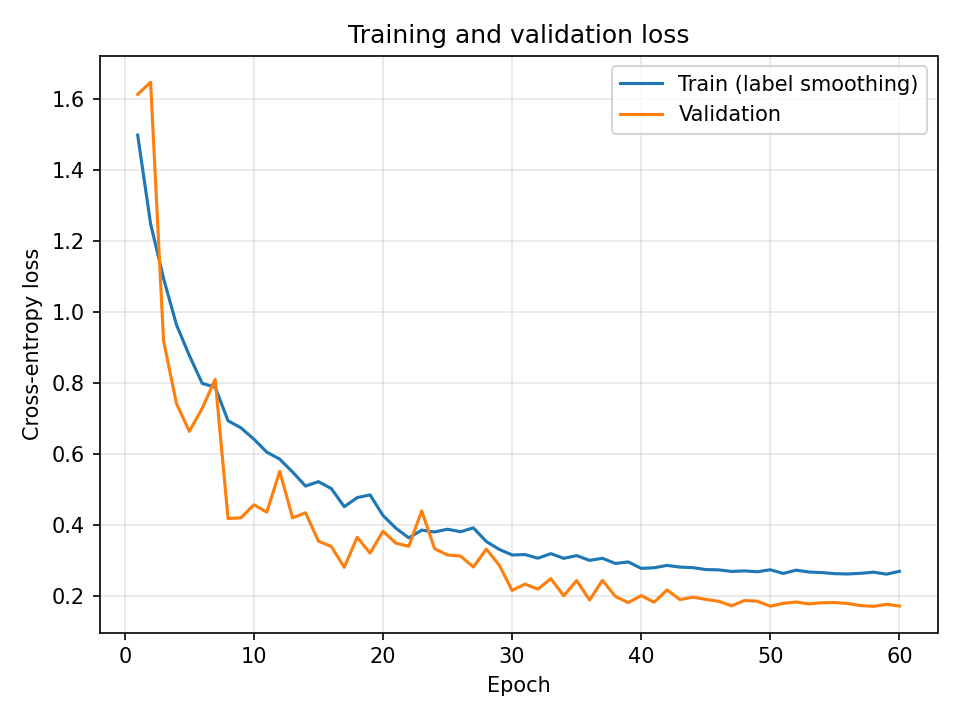 Training and validation loss
Train (label smoothing)
Validation
Cross-entropy loss
1.6
1.4
1.2
1.0
0.8
0.6
0.4
0.2
0 10 20 30 40 50 60
Epoch